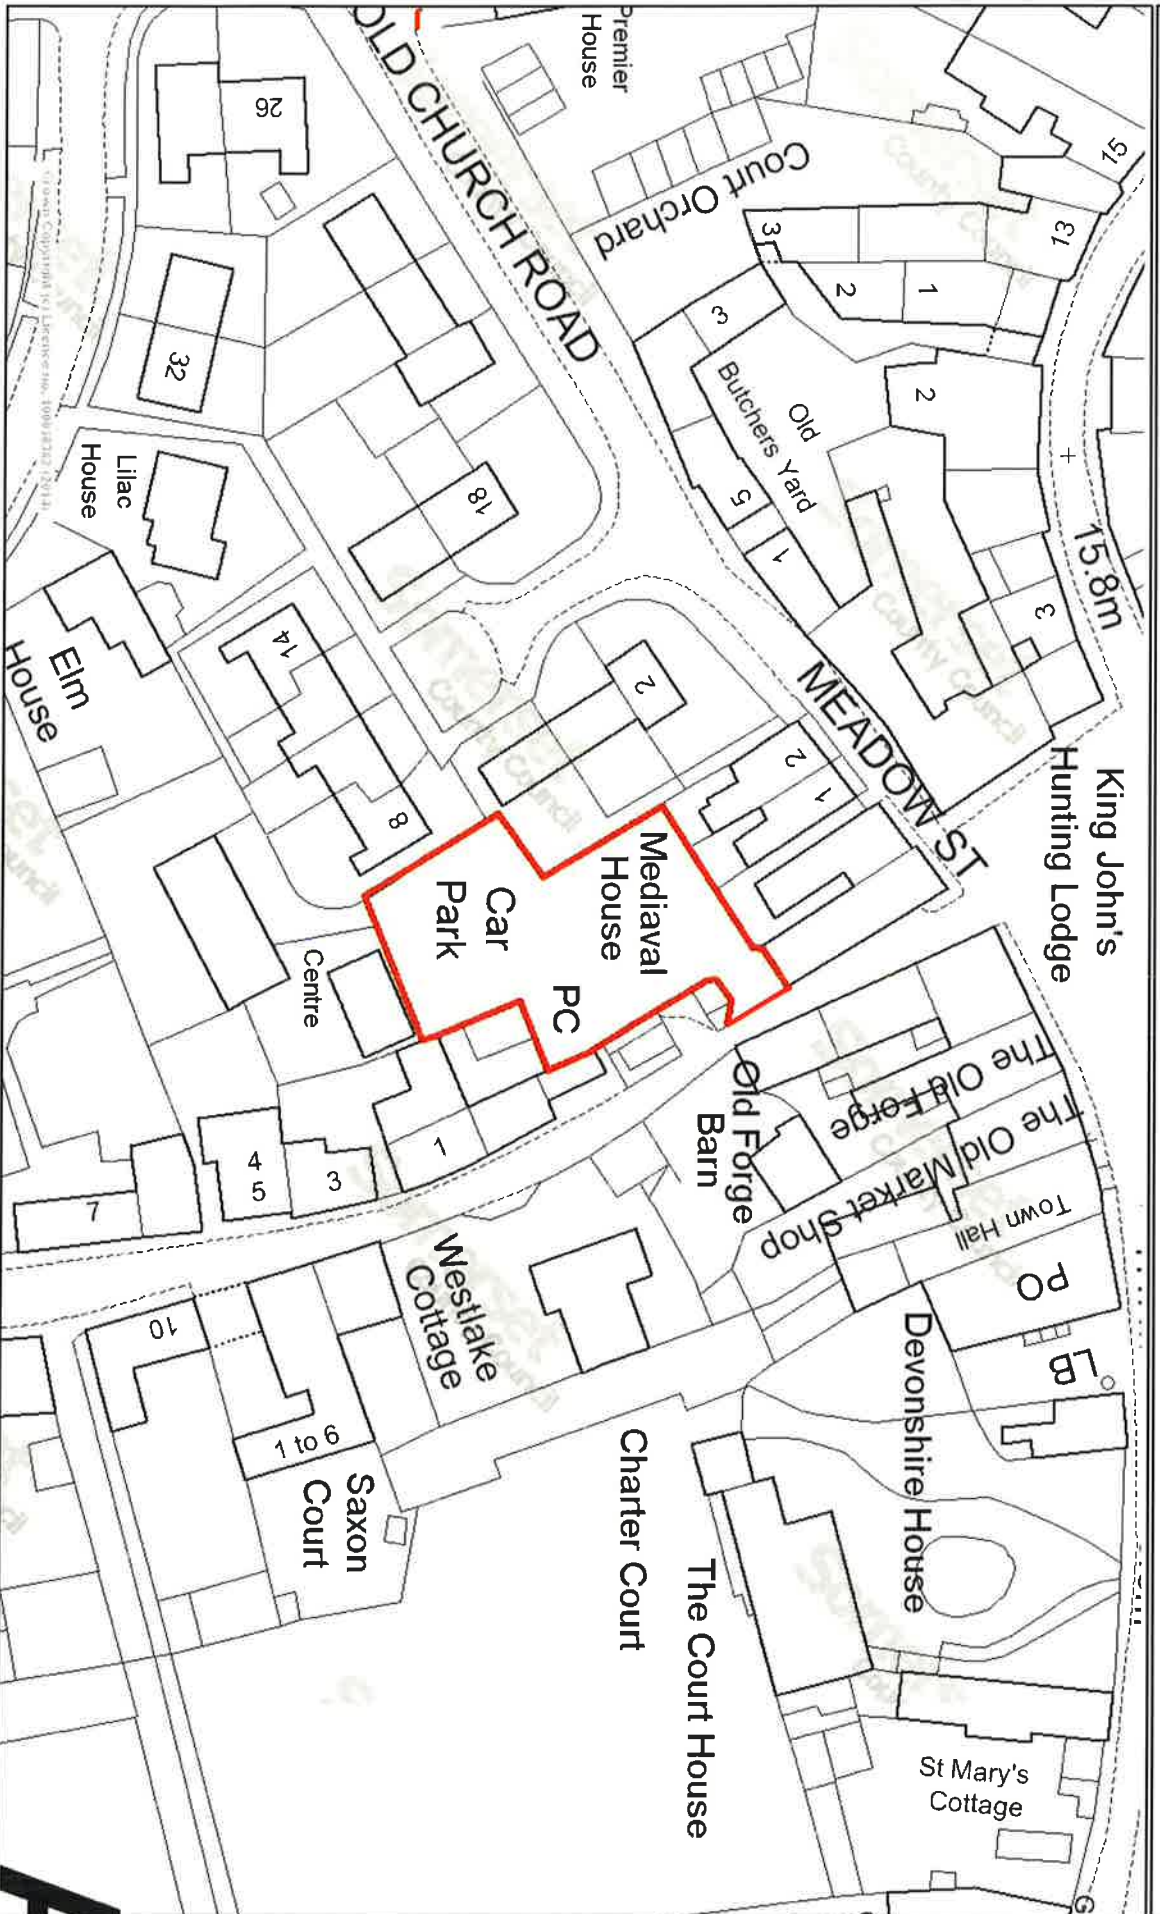 Premier
House
OLD CHURCH ROAD
Court Orchard
15
13
3
2
1
3
2
Old
Butchers Yard
5
1
15.8m
3
26
32
Lilac
House
18
14
Elm
House
8
2
MEADOW ST
2
1
King John's
Hunting Lodge
Mediaval
House
Car
Park
PC
Centre
Old Forge
Barn
The Old Forge
The Old Market Shop
Town Hall
PO
LB
1
3
4
5
7
10
Westlake
Cottage
1 to 6
Saxon
Court
Charter Court
The Court House
Devonshire House
St Mary's
Cottage
G
Somerset
County Council